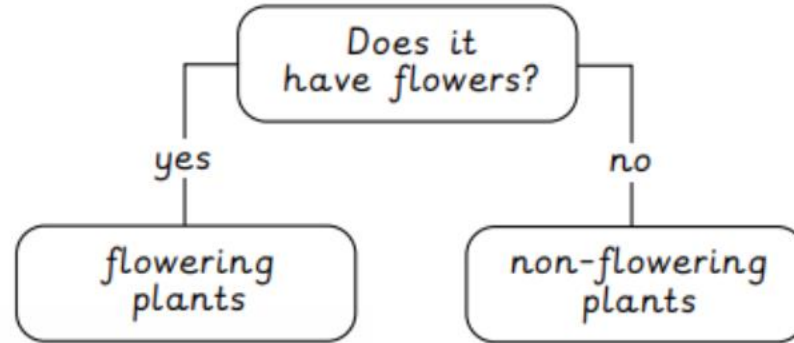 Does it
have flowers?
yes
no
flowering
plants
non-flowering
plants